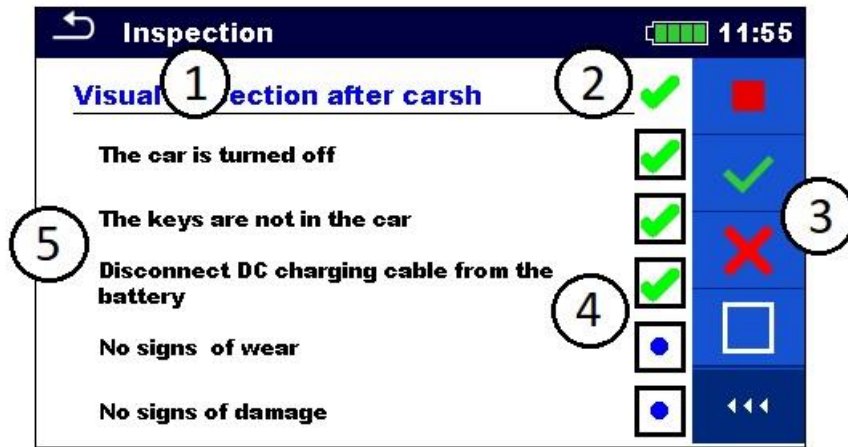 Inspection 11:55
1 2
Visual ection after carsh
The car is turned off
3
The keys are not in the car
5
Disconnect DC charging cable from the
battery
4
No signs of wear
No signs of damage